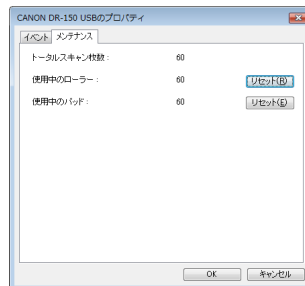 CANON DR-150 USBのプロパティ
イベント メンテナンス
トータルスキャン枚数： 60
使用中のローラー： 60 リセット(R)
使用中のパッド： 60 リセット(E)
OK キャンセル